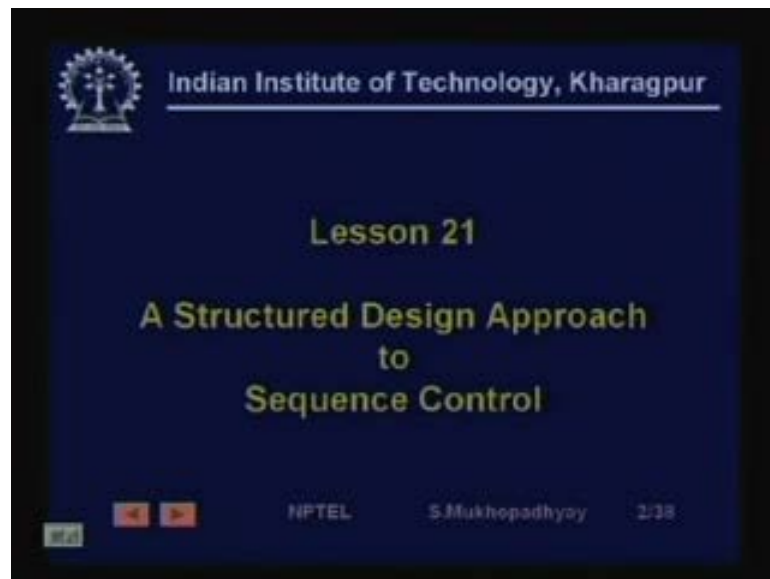 Indian Institute of Technology, Kharagpur
Lesson 21
A Structured Design Approach
to
Sequence Control
NPTEL S.Mukhopadhyay 2/38